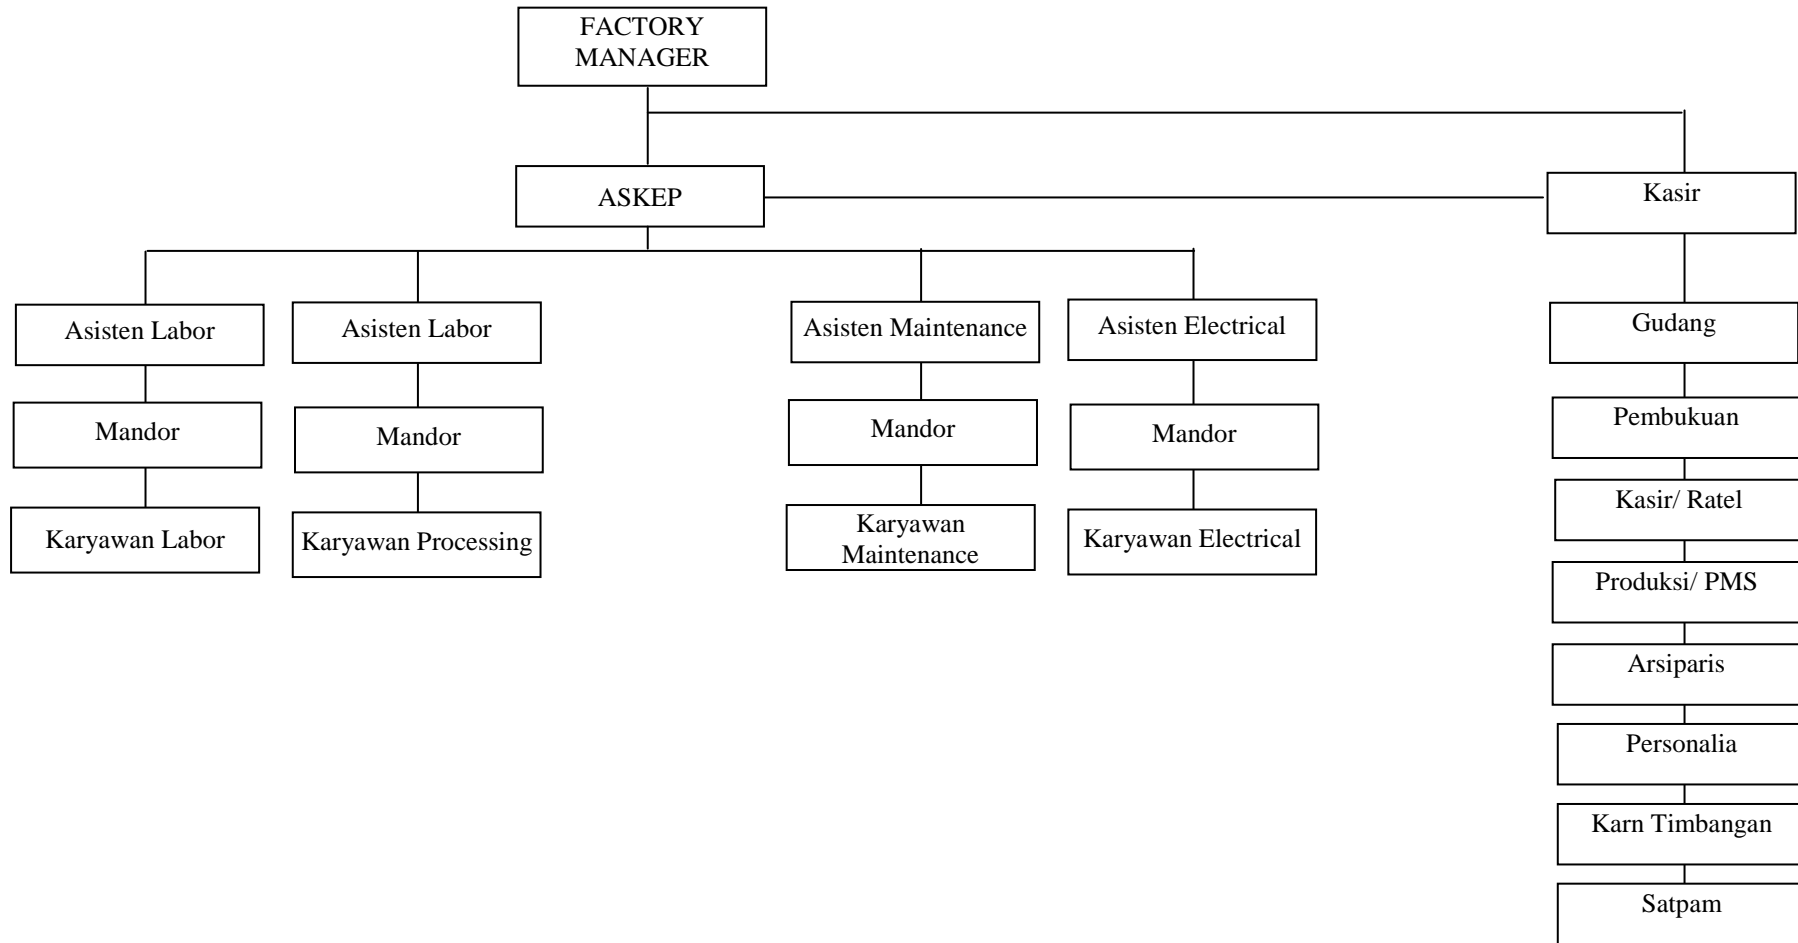 FACTORY
MANAGER
ASKEP
Kasir
Asisten Labor
Asisten Labor
Asisten Maintenance
Asisten Electrical
Gudang
Mandor
Mandor
Mandor
Mandor
Pembukuan
Karyawan Labor
Karyawan Processing
Karyawan
Maintenance
Karyawan Electrical
Kasir/ Ratel
Produksi/ PMS
Arsiparis
Personalia
Karn Timbangan
Satpam